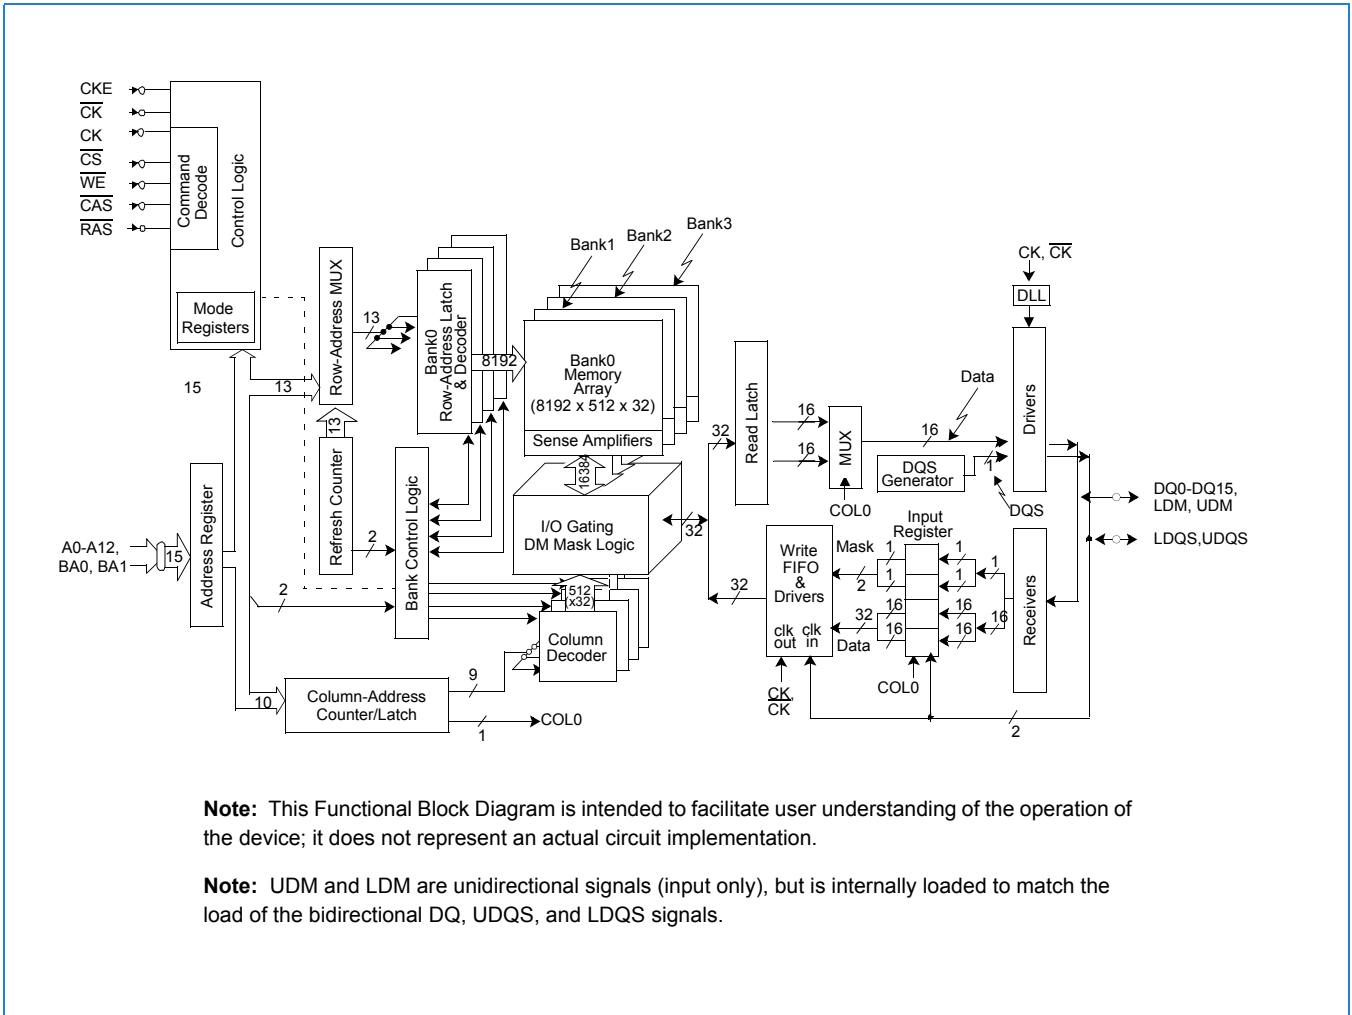 CKE
CK
CK
CS
WE
CAS
RAS
Command
Decode
Control Logic
Mode
Registers
15
13
Row-Address MUX
13
13
Refresh Counter
Bank0
Row-Address Latch
& Decoder
8192
Bank1
Bank2
Bank3
Bank0
Memory
Array
(8192 x 512 x 32)
Sense Amplifiers
16384
I/O Gating
DM Mask Logic
512
(x32)
Column
Decoder
Bank Control Logic
2
2
A0-A12,
BA0, BA1
15
Address Register
10
Column-Address
Counter/Latch
9
1
COL0
32
32
32
Read Latch
16
16
MUX
COL0
16
Data
DQS
Generator
1
DQS
CK, CK
DLL
Drivers
DQ0-DQ15,
LDM, UDM
LDQS,UDQS
Input
Register
Write
FIFO
&
Drivers
clk
out
clk
in
Mask
2
32
Data
1
1
16
16
1
1
16
16
1
16
Receivers
CK,
CK
COL0
2
Note: This Functional Block Diagram is intended to facilitate user understanding of the operation of
the device; it does not represent an actual circuit implementation.
Note: UDM and LDM are unidirectional signals (input only), but is internally loaded to match the
load of the bidirectional DQ, UDQS, and LDQS signals.